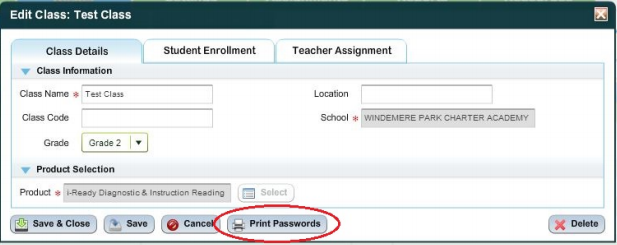 Edit Class: Test Class
Class Details Student Enrollment Teacher Assignment
Class Information
Class Name * Test Class Location
Class Code School * WINDEMERE PARK CHARTER ACADEMY
Grade Grade 2
Product Selection
Product * i-Ready Diagnostic & Instruction Reading Select
Save & Close Save Cancel Print Passwords Delete